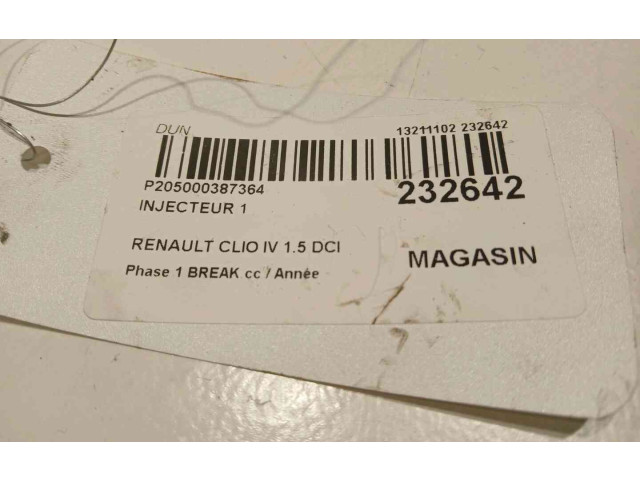 DUN 13211102 232642
P205000387364 232642
INJECTEUR 1
RENAULT CLIO IV 1.5 DCI
MAGASIN
Phase 1 BREAK cc / Année